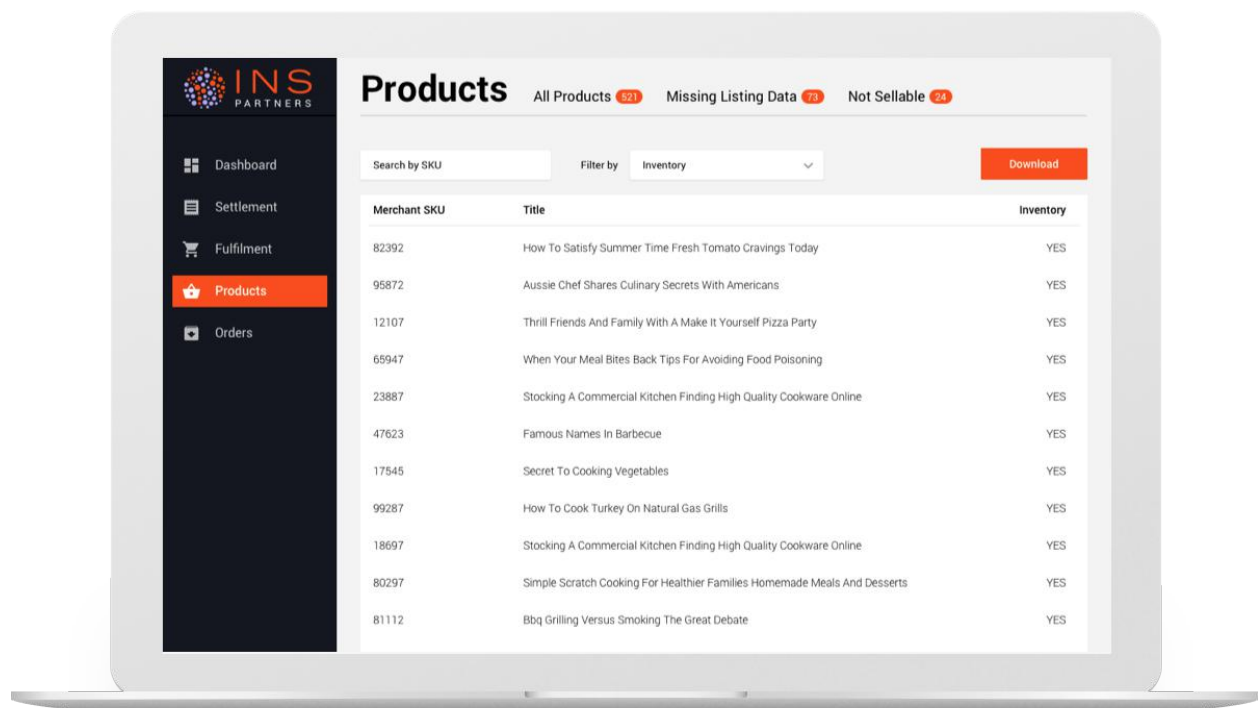 INS
PARTNERS
Products All Products 521 Missing Listing Data 73 Not Sellable 24
Dashboard
Settlement
Fulfilment
Products
Orders
Search by SKU Filter by Inventory Download
Merchant SKU Title Inventory
82392 How To Satisfy Summer Time Fresh Tomato Cravings Today YES
95872 Aussie Chef Shares Culinary Secrets With Americans YES
12107 Thrill Friends And Family With A Make It Yourself Pizza Party YES
65947 When Your Meal Bites Back Tips For Avoiding Food Poisoning YES
23887 Stocking A Commercial Kitchen Finding High Quality Cookware Online YES
47623 Famous Names In Barbecue YES
17545 Secret To Cooking Vegetables YES
99287 How To Cook Turkey On Natural Gas Grills YES
18697 Stocking A Commercial Kitchen Finding High Quality Cookware Online YES
80297 Simple Scratch Cooking For Healthier Families Homemade Meals And Desserts YES
81112 Bbq Grilling Versus Smoking The Great Debate YES